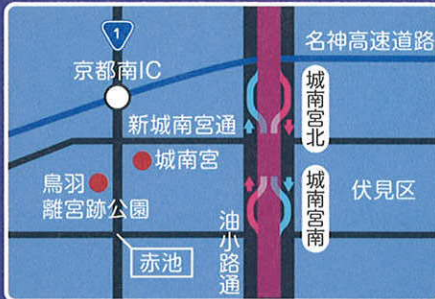 1
名神高速道路
京都南IC
城南宮北
新城南宮通
城南宮
鳥羽
離宮跡公園
城南宮南
伏見区
油小路通
赤池